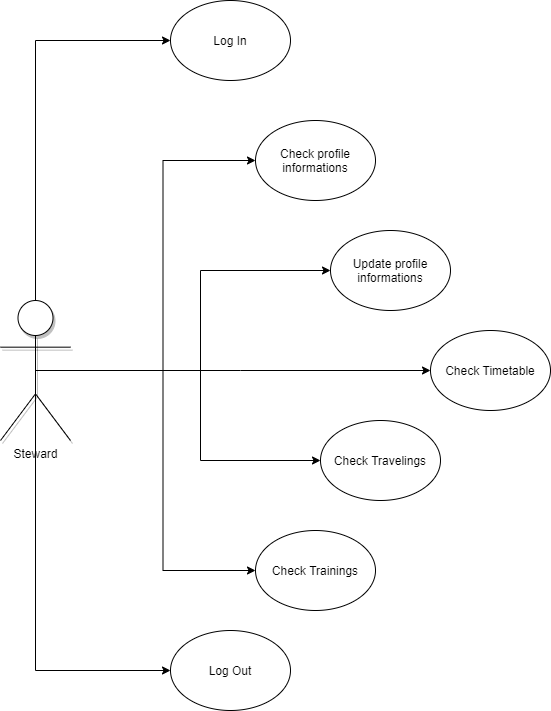 Log In
Check profile
informations
Update profile
informations
Check Timetable
Steward
Check Travelings
Check Trainings
Log Out